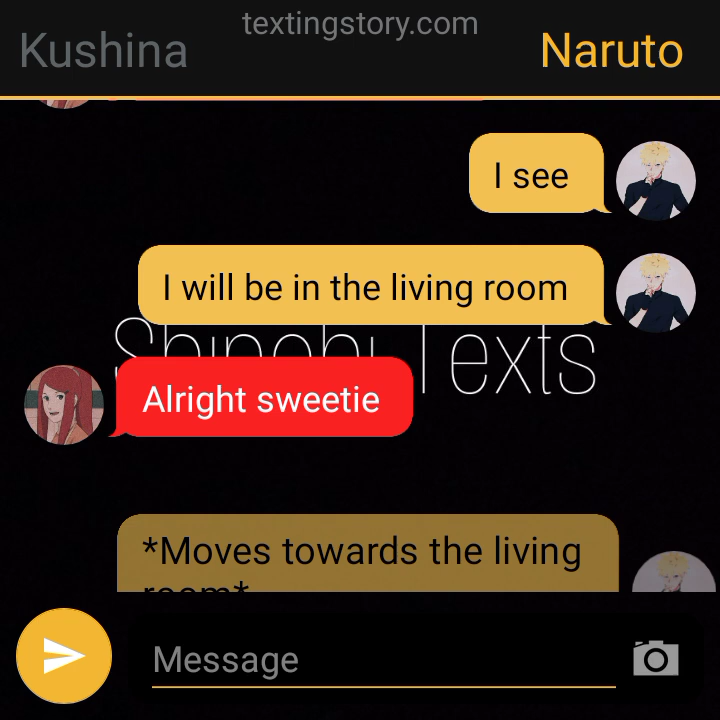 textingstory.com
Kushina
Naruto
I see
I will be in the living room
Shinobi Texts
Alright sweetie
*Moves towards the living
room*
Message